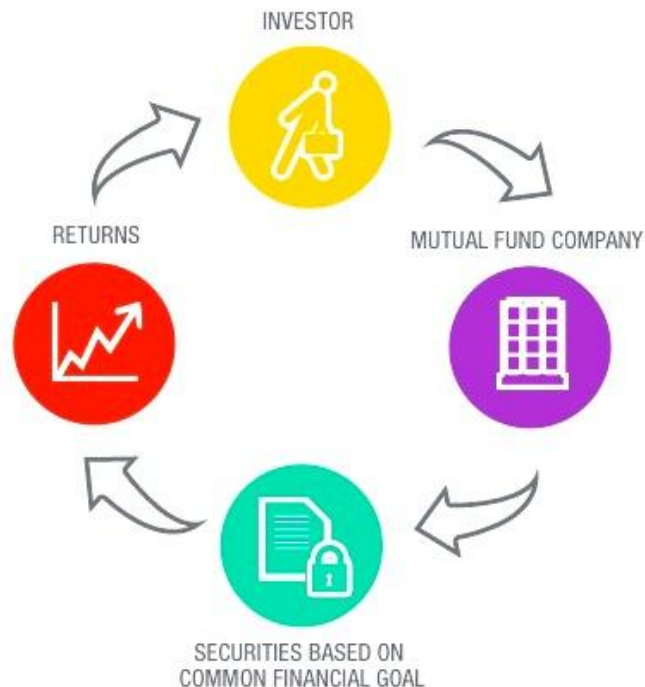 INVESTOR
RETURNS
MUTUAL FUND COMPANY
SECURITIES BASED ON
COMMON FINANCIAL GOAL